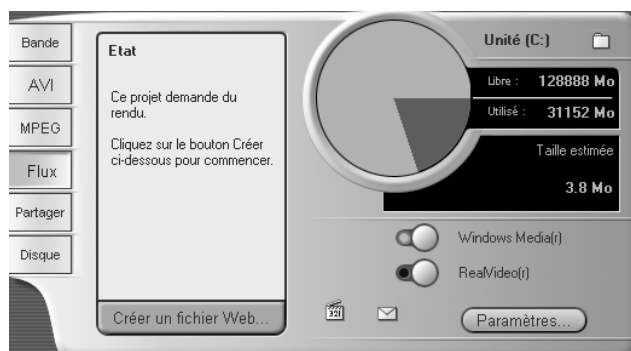 Bande
AVI
MPEG
Flux
Partager
Disque
Etat
Ce projet demande du
rendu.
Cliquez sur le bouton Créer
ci-dessous pour commencer.
Créer un fichier Web...
Unité (C:)
Libre : 128888 Mo
Utilisé : 31152 Mo
Taille estimée
3.8 Mo
Windows Media(r)
RealVideo(r)
321
Paramètres...